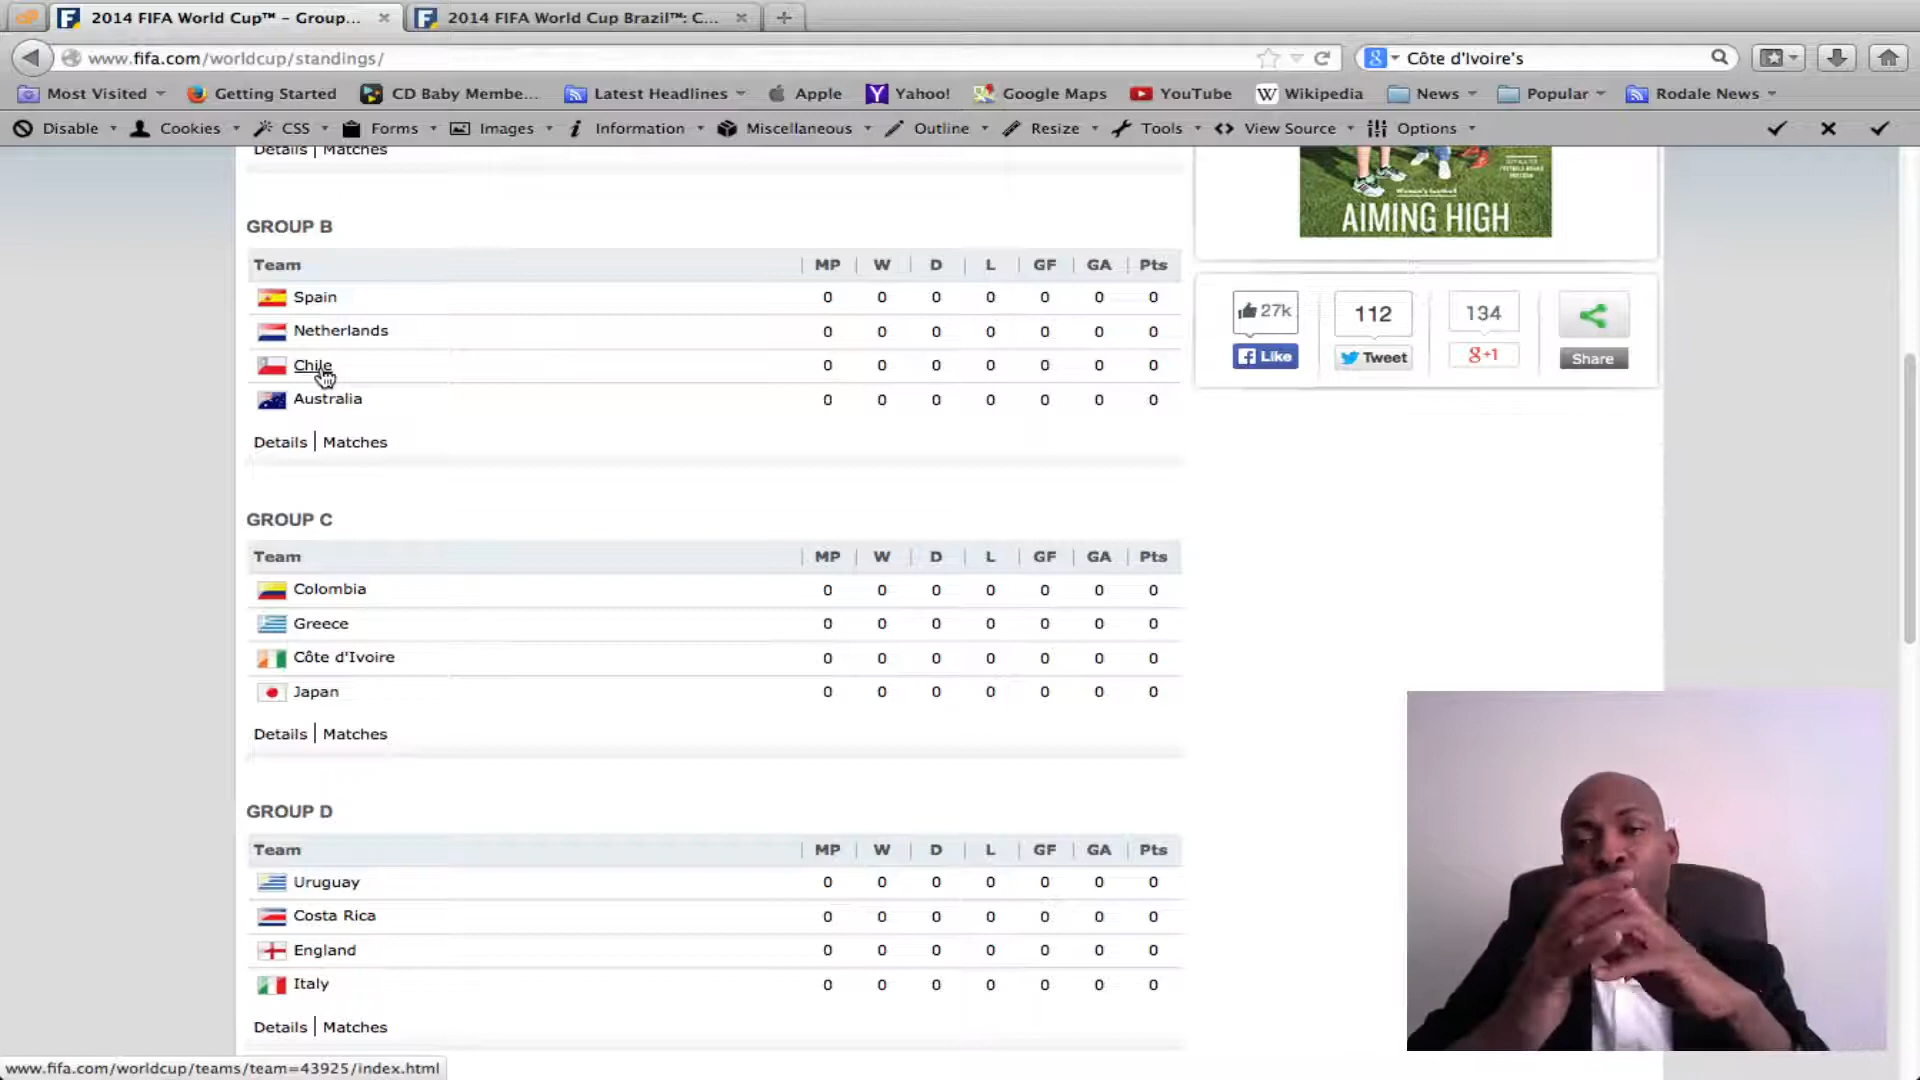 2014 FIFA World Cup™ – Group... 2014 FIFA World Cup Brazil™: C...
www.fifa.com/worldcup/standings/ Côte d'Ivoire's
Most Visited Getting Started CD Baby Membe... Latest Headlines Apple Yahoo! Google Maps YouTube Wikipedia News Popular Rodale News
Disable Cookies CSS Forms Images Information Miscellaneous Outline Resize Tools View Source Options
Details | Matches
Women's football
AIMING HIGH
GROUP B
Team MP W D L GF GA Pts
Spain 0 0 0 0 0 0 0
Netherlands 0 0 0 0 0 0 0
Chile 0 0 0 0 0 0 0
Australia 0 0 0 0 0 0 0
Details | Matches
27k 112 134
Like Tweet g+1 Share
GROUP C
Team MP W D L GF GA Pts
Colombia 0 0 0 0 0 0 0
Greece 0 0 0 0 0 0 0
Côte d'Ivoire 0 0 0 0 0 0 0
Japan 0 0 0 0 0 0 0
Details | Matches
GROUP D
Team MP W D L GF GA Pts
Uruguay 0 0 0 0 0 0 0
Costa Rica 0 0 0 0 0 0 0
England 0 0 0 0 0 0 0
Italy 0 0 0 0 0 0 0
Details | Matches
www.fifa.com/worldcup/teams/team=43925/index.html